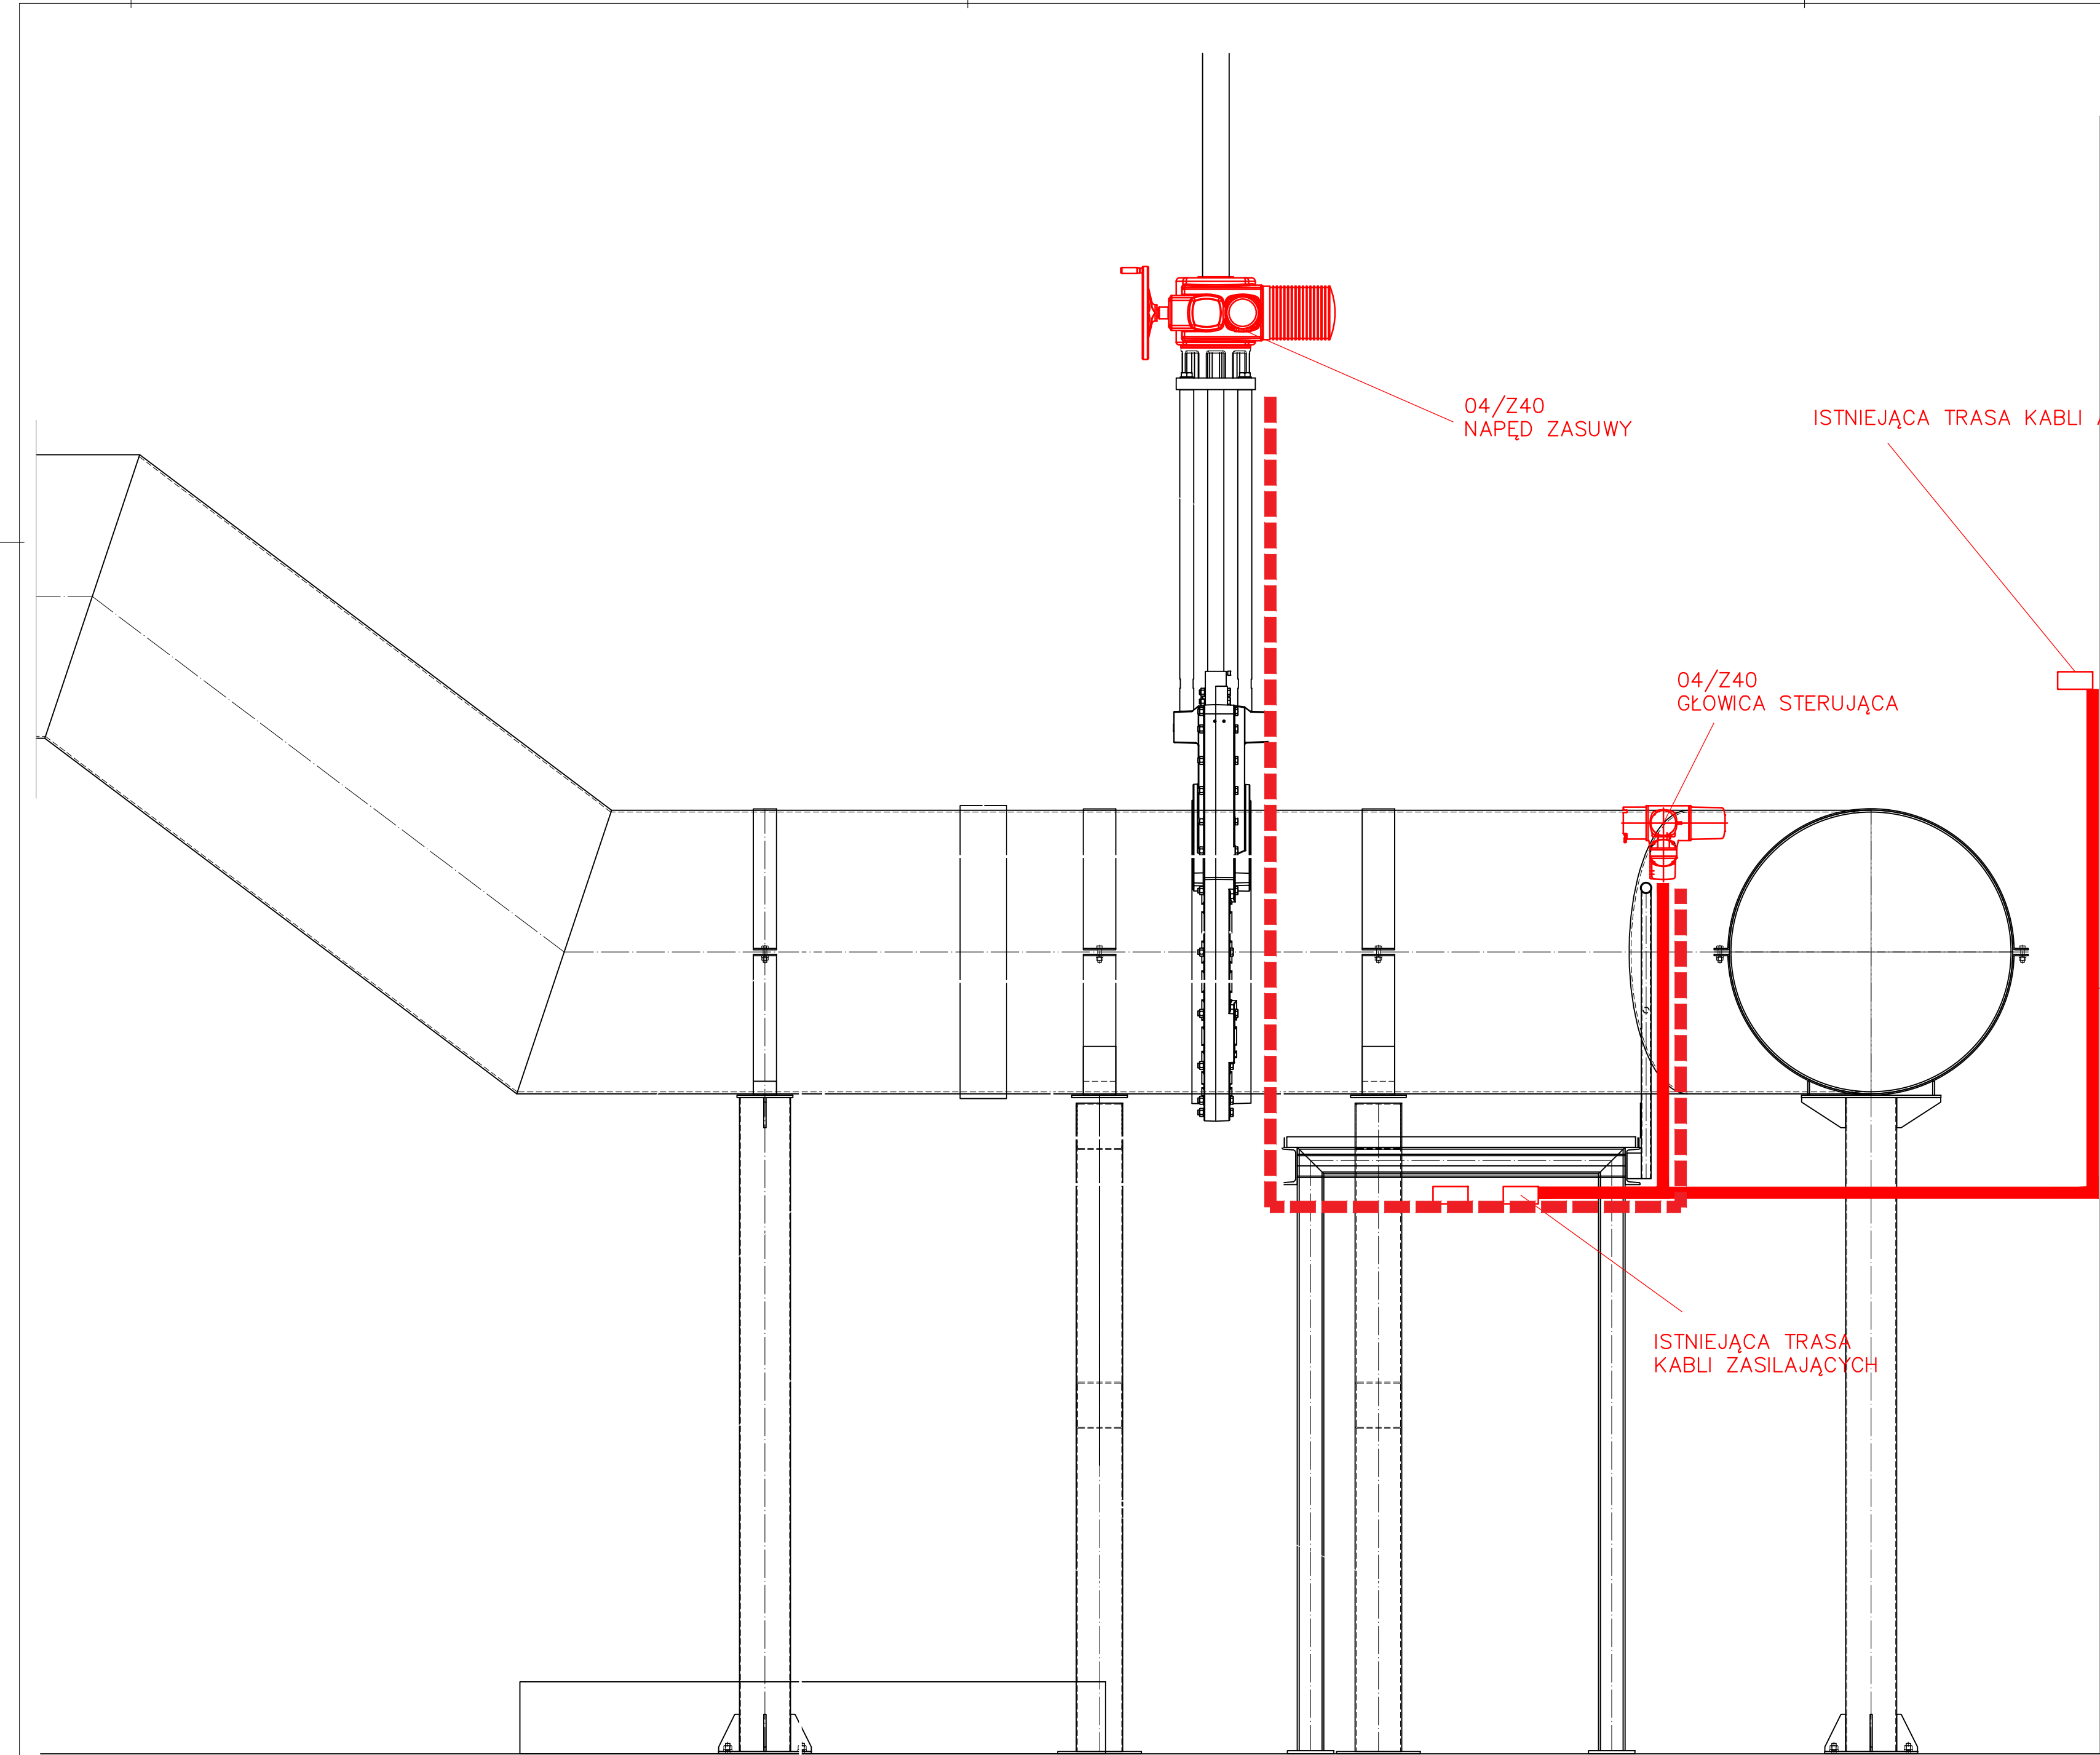 04/Z40
NAPĘD ZASUWY
ISTNIEJĄCA TRASA KABLI
04/Z40
GŁOWICA STERUJĄCA
ISTNIEJĄCA TRASA
KABLI ZASILAJĄCYCH